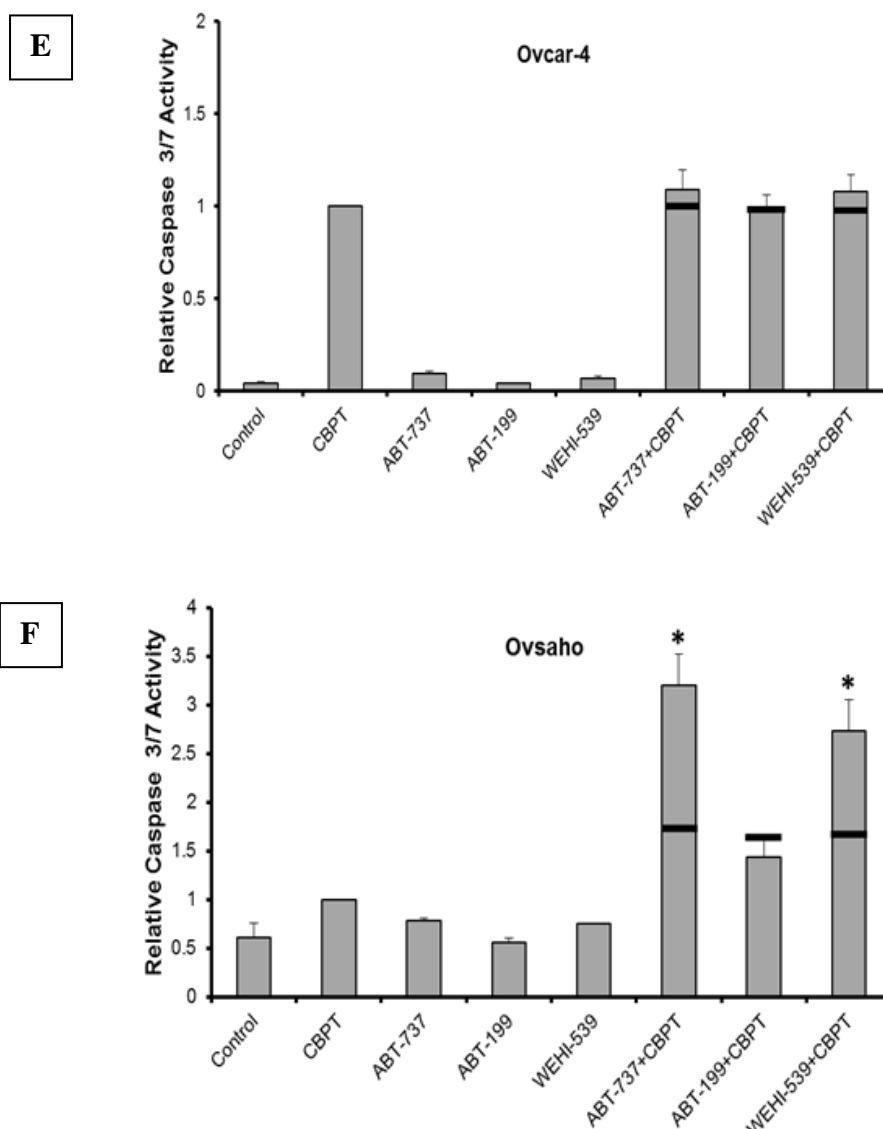 E
Ovcar-4
Relative Caspase 3/7 Activity
2
1.5
1
0.5
0
Control
CBPT
ABT-737
ABT-199
WEHI-539
ABT-737+CBPT
ABT-199+CBPT
WEHI-539+CBPT
F
Ovsaho
Relative Caspase 3/7 Activity
4
3.5
3
2.5
2
1.5
1
0.5
0
*
*
Control
CBPT
ABT-737
ABT-199
WEHI-539
ABT-737+CBPT
ABT-199+CBPT
WEHI-539+CBPT